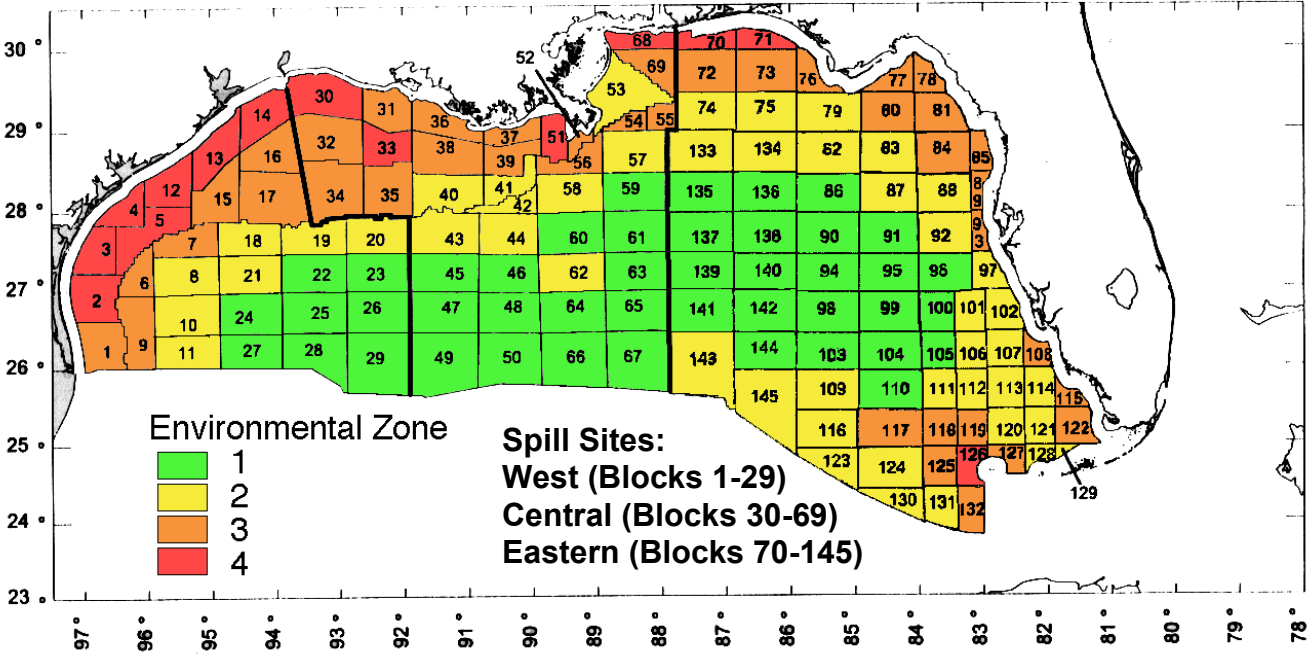 30 °
29 °
28 °
27 °
26 °
25 °
24 °
23 °
52
68 70 71
69 72 73 76 77 78
53
30 31 14 36 54 55 74 75 79 80 81
13 16 32 33 38 37 39 51 56 57 133 134 82 83 84 85
12 15 17 34 35 40 41 42 58 59 135 136 86 87 88 89
4 5
3 7 18 19 20 43 44 60 61 137 138 90 91 92 93
6 8 21 22 23 45 46 62 63 139 140 94 95 96 97
2 10 24 25 26 47 48 64 65 141 142 98 99 100 101 102
1 9 11 27 28 29 49 50 66 67 143 144 103 104 105 106 107 108
145 109 110 111 112 113 114 115
116 117 118 119 120 121 122
123 124 125 126 127 128
130 131 132
129
Environmental Zone
1
2
3
4
Spill Sites:
West (Blocks 1-29)
Central (Blocks 30-69)
Eastern (Blocks 70-145)
97° 96° 95° 94° 93° 92° 91° 90° 89° 88° 87° 86° 85° 84° 83° 82° 81° 80° 79° 78°